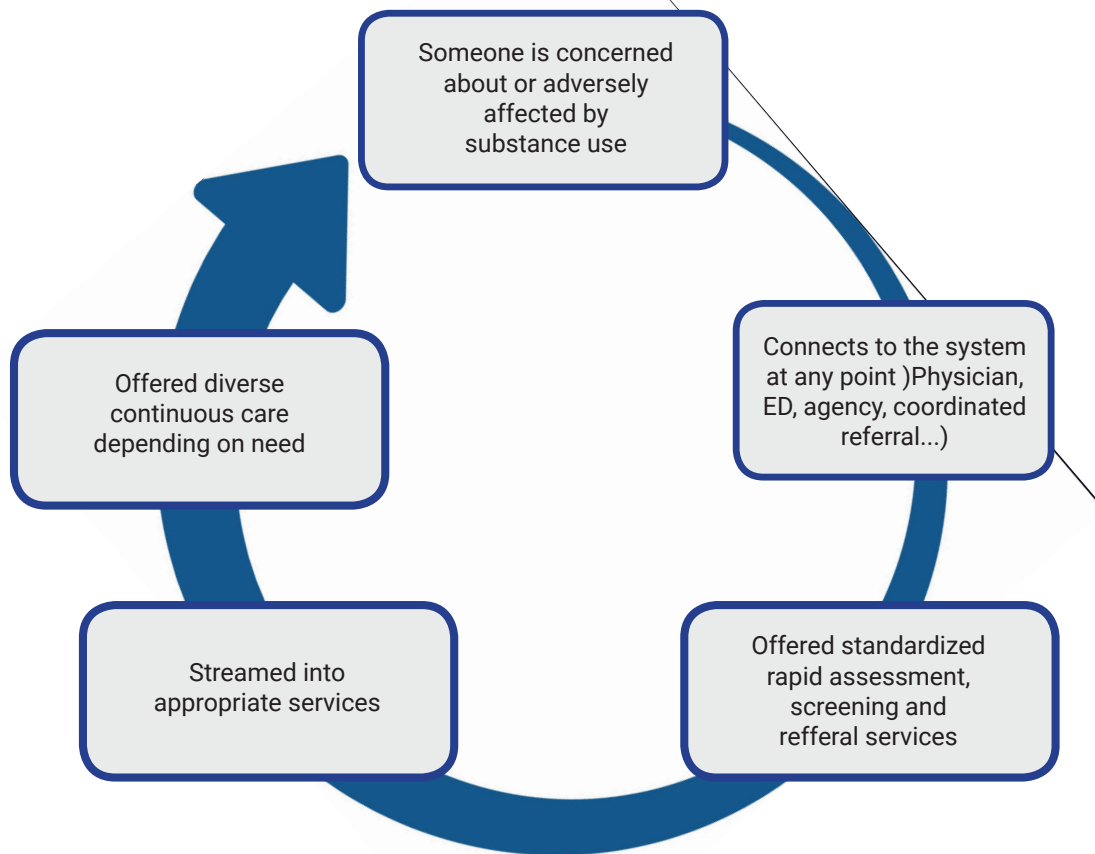 Someone is concerned
about or adversely
affected by
substance use
Connects to the system
at any point )Physician,
ED, agency, coordinated
referral...)
Offered standardized
rapid assessment,
screening and
refferal services
Streamed into
appropriate services
Offered diverse
continuous care
depending on need